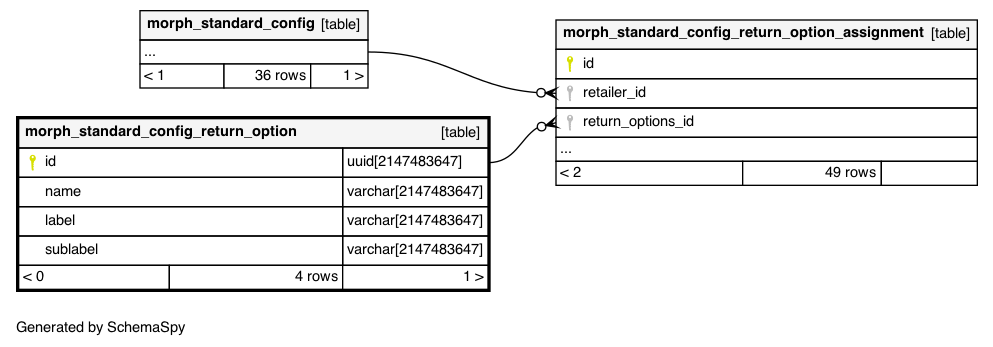 morph_standard_config [table]
...
< 1 36 rows 1 >
morph_standard_config_return_option_assignment [table]
id
retailer_id
return_options_id
...
< 2 49 rows
morph_standard_config_return_option [table]
id uuid[2147483647]
name varchar[2147483647]
label varchar[2147483647]
sublabel varchar[2147483647]
< 0 4 rows 1 >
Generated by SchemaSpy